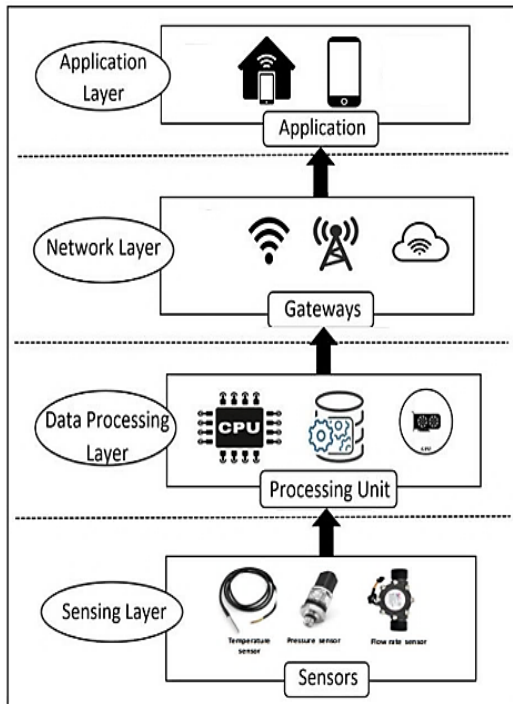 Application
Layer
Application
Network Layer
Gateways
Data Processing
Layer
CPU
Processing Unit
Sensing Layer
Temperature
sensor
Pressure sensor
Flow rate sensor
Sensors